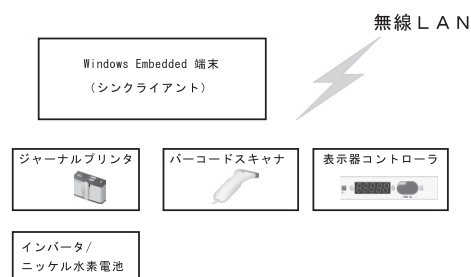 無線ＬＡＮ
Windows Embedded 端末
（シンクライアント）
ジャーナルプリンタ
バーコードスキャナ
表示器コントローラ
インバータ/
ニッケル水素電池